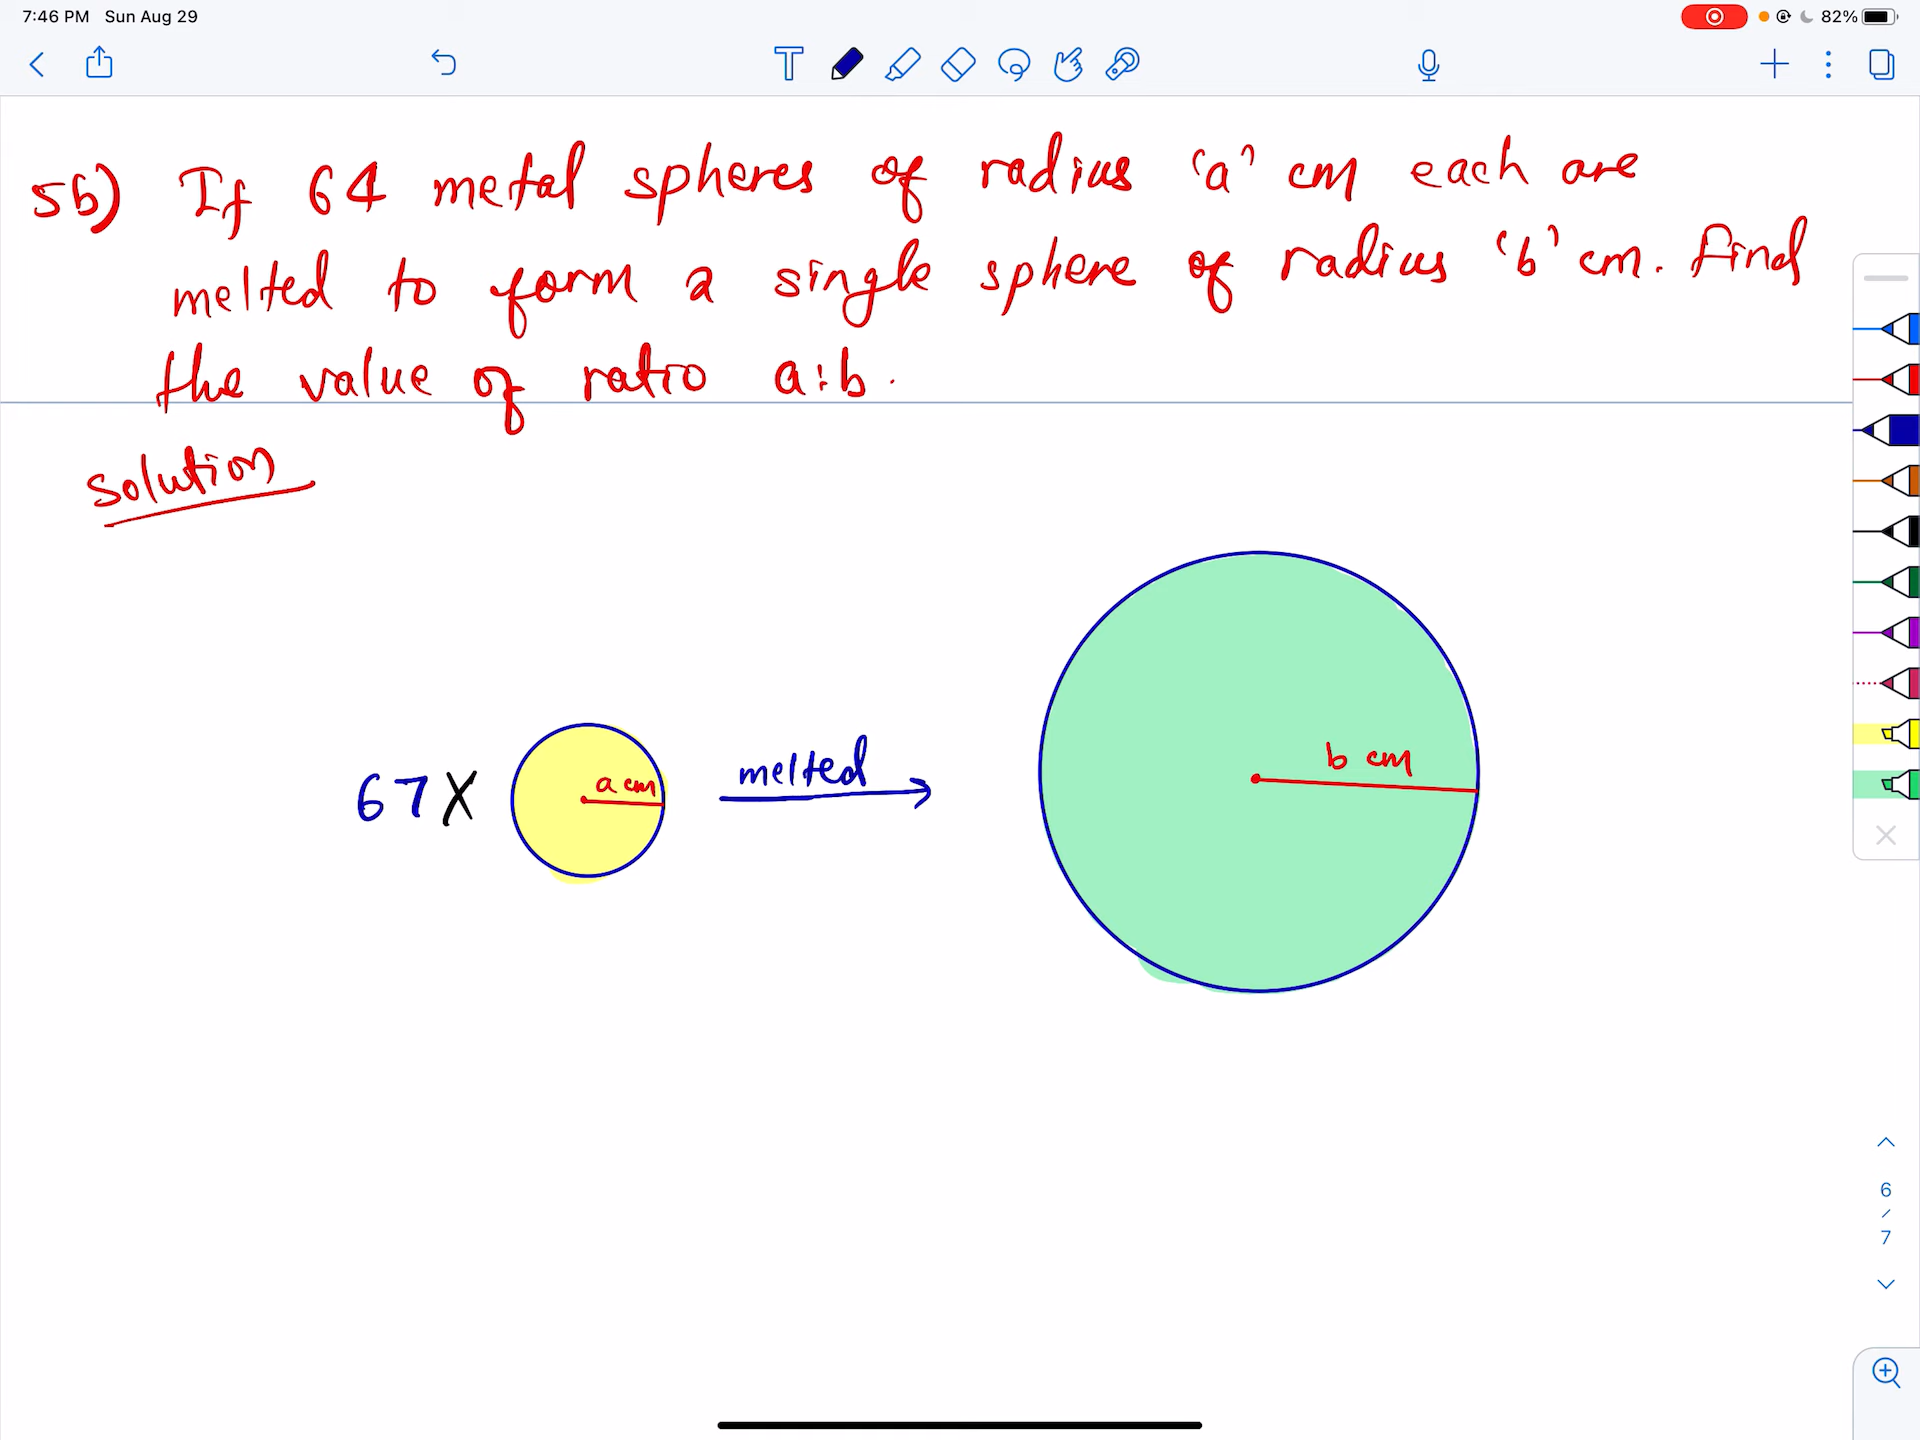 7:46 PM Sun Aug 29
82%
5b) If 64 metal spheres of radius 'a' cm each are
melted to form a single sphere of radius 'b' cm. Find
the value of ratio a:b.
Solution
67 X
a cm
melted
b cm
6
/
7